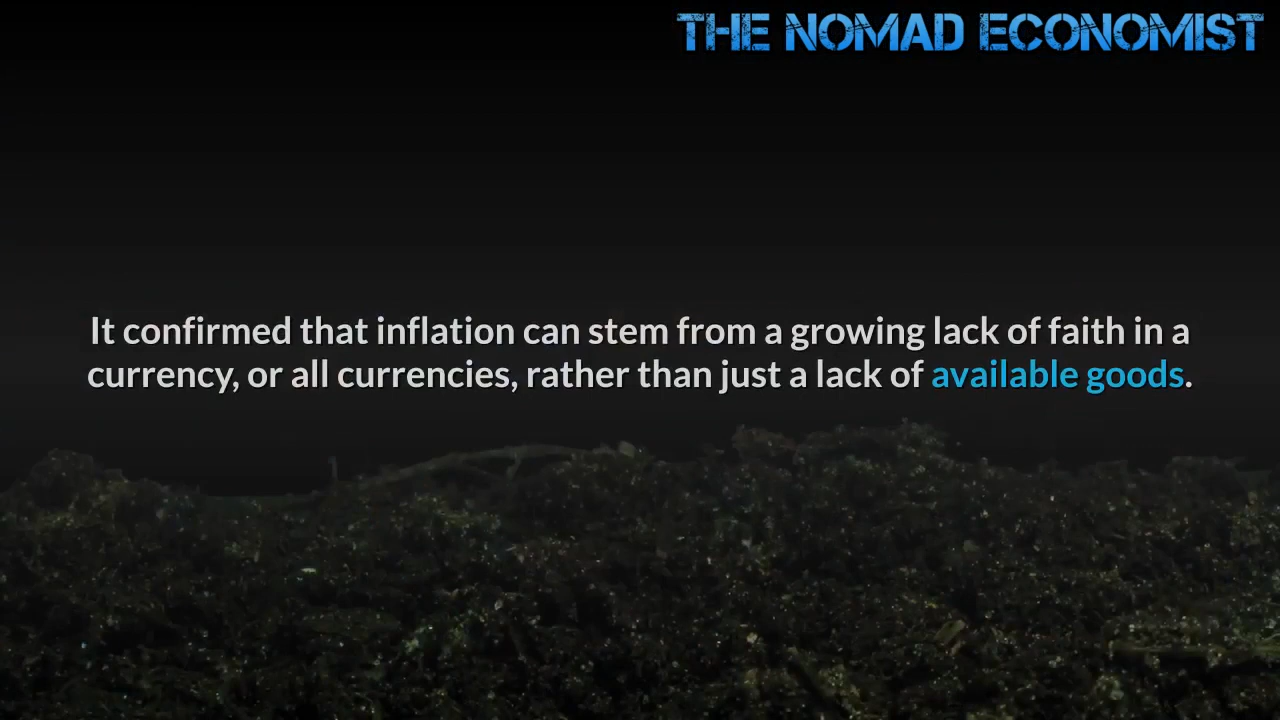 THE NOMAD ECONOMIST
It confirmed that inflation can stem from a growing lack of faith in a
currency, or all currencies, rather than just a lack of available goods.